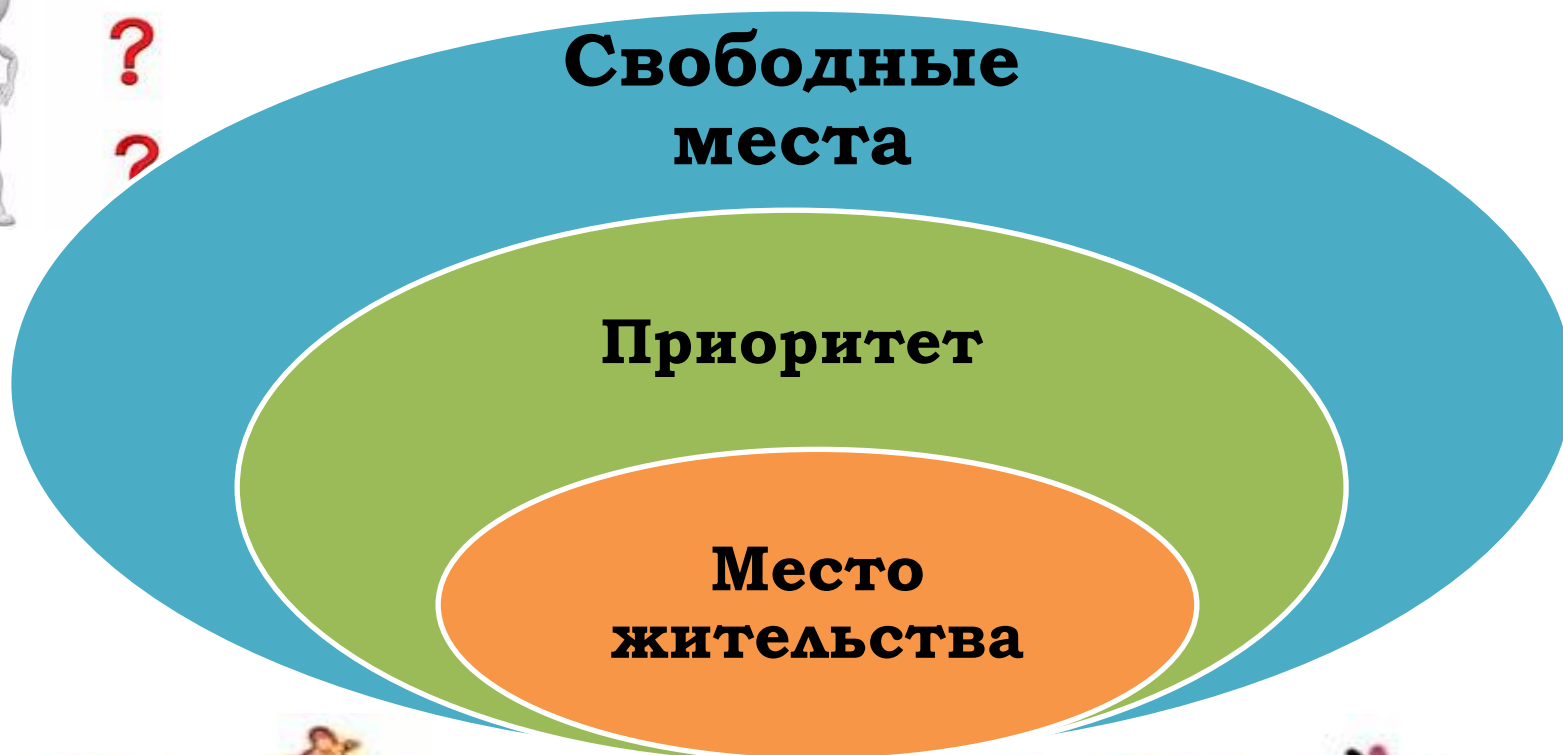 ?
?
Свободные
места
Приоритет
Место
жительства